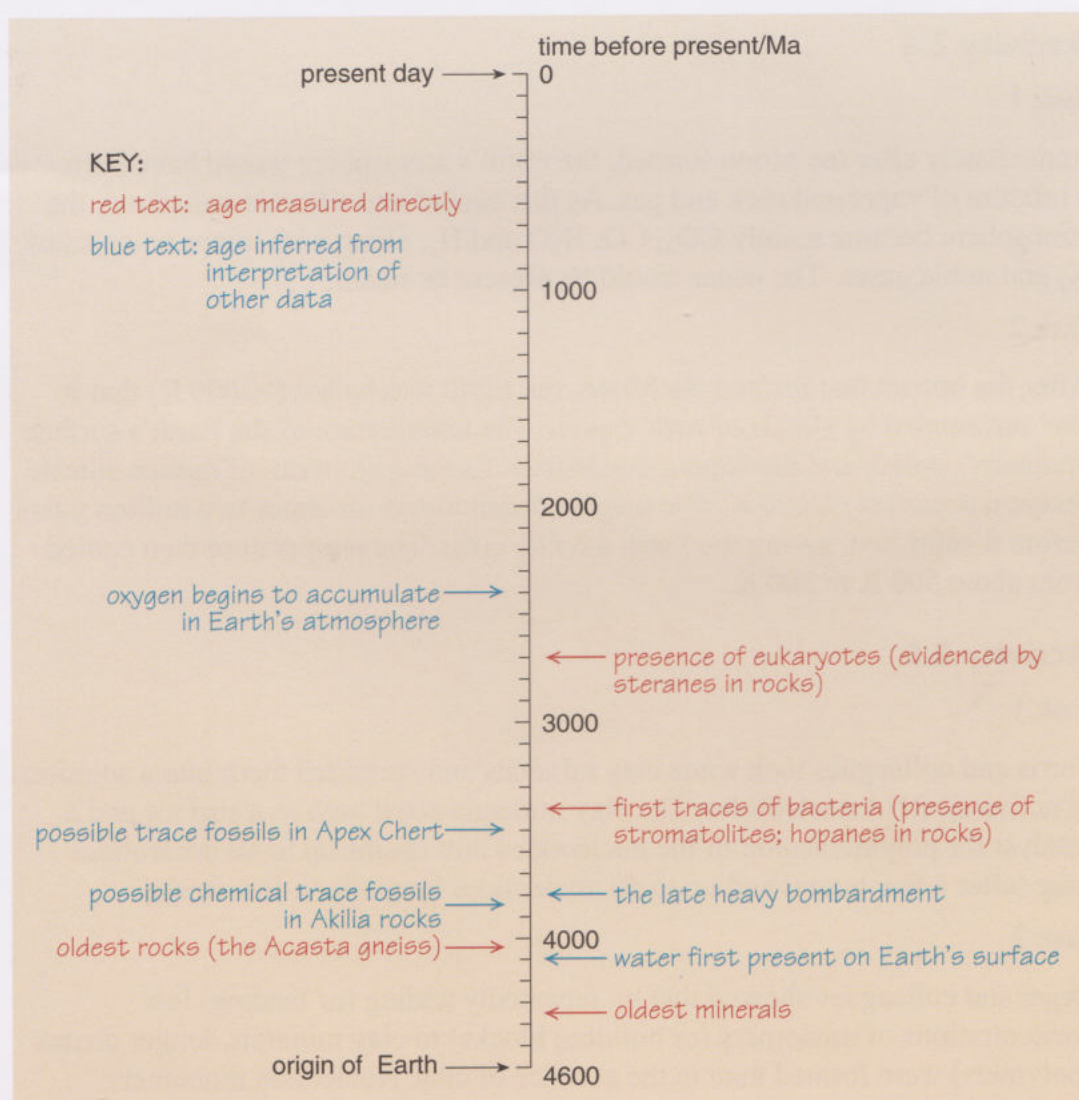 time before present/Ma
present day
0
KEY:
red text: age measured directly
blue text: age inferred from
interpretation of
other data
1000
2000
oxygen begins to accumulate
in Earth's atmosphere
presence of eukaryotes (evidenced by
steranes in rocks)
3000
first traces of bacteria (presence of
stromatolites; hopanes in rocks)
possible trace fossils in Apex Chert
possible chemical trace fossils
in Akilia rocks
the late heavy bombardment
oldest rocks (the Acasta gneiss)
4000
water first present on Earth's surface
oldest minerals
origin of Earth
4600